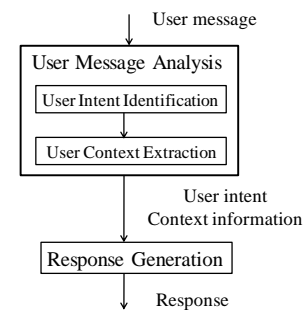 User message
User Message Analysis
User Intent Identification
User Context Extraction
User intent
Context information
Response Generation
Response